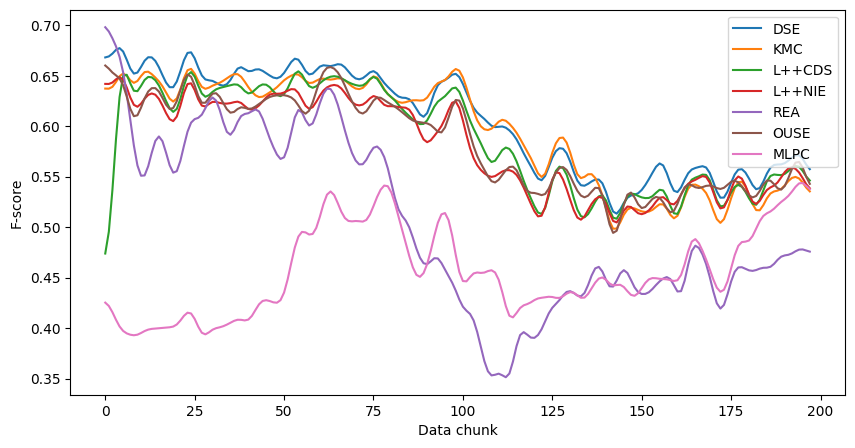 0.70
0.65
0.60
0.55
0.50
0.45
0.40
0.35
F-score
0
25
50
75
100
125
150
175
200
Data chunk
DSE
KMC
L++CDS
L++NIE
REA
OUSE
MLPC